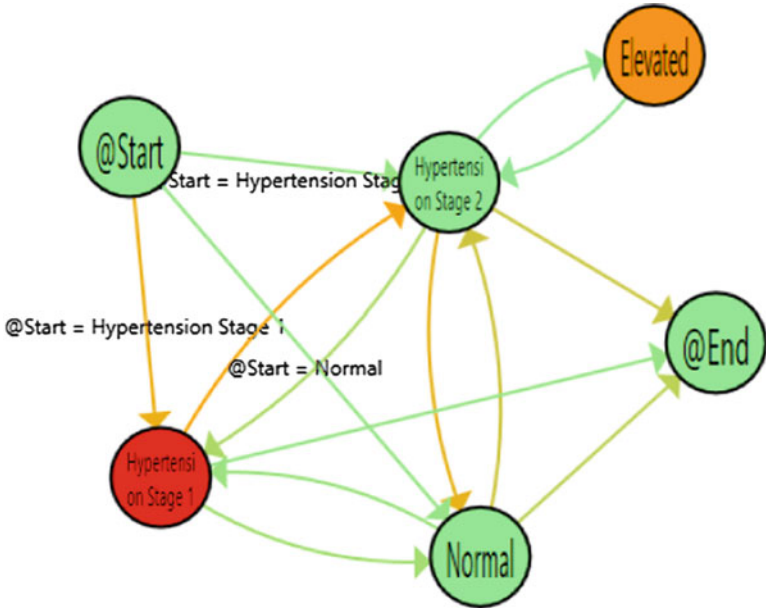 Elevated
@Start
Hypertensi
on Stage 2
Start = Hypertension Stag
@Start = Hypertension Stage 1
@End
@Start = Normal
Hypertensi
on Stage 1
Normal